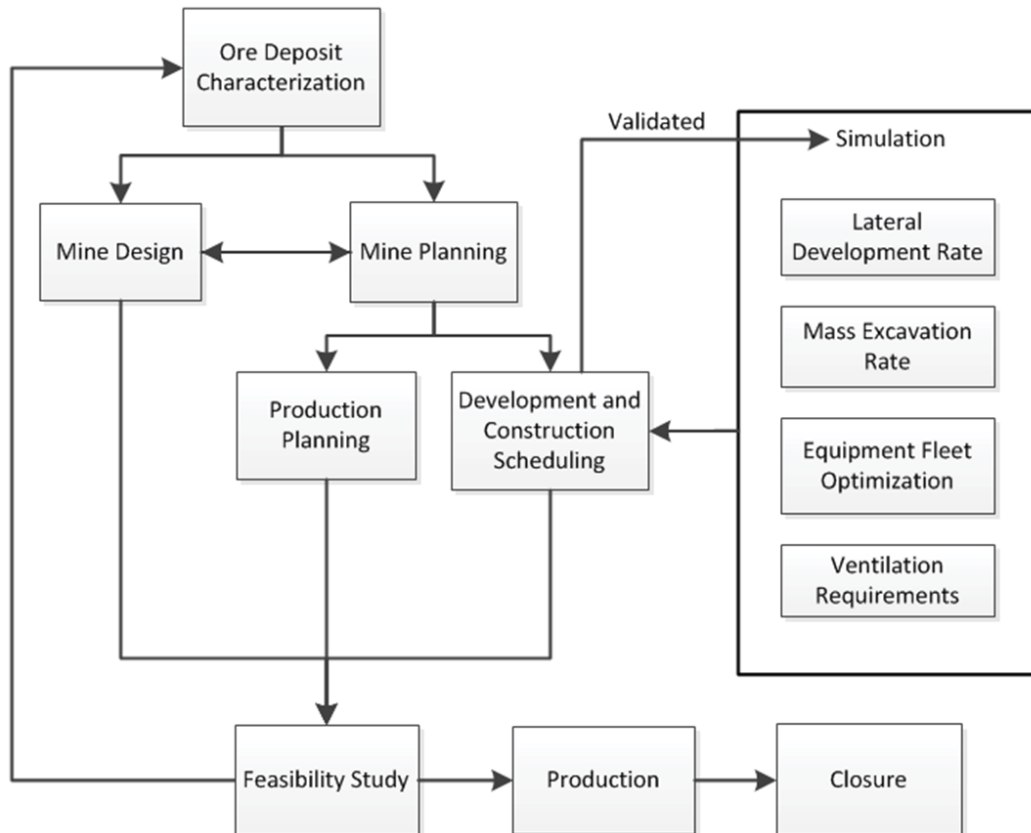 Ore Deposit
Characterization
Validated
Simulation
Mine Design
Mine Planning
Lateral
Development Rate
Mass Excavation
Rate
Production
Planning
Development and
Construction
Scheduling
Equipment Fleet
Optimization
Ventilation
Requirements
Feasibility Study
Production
Closure